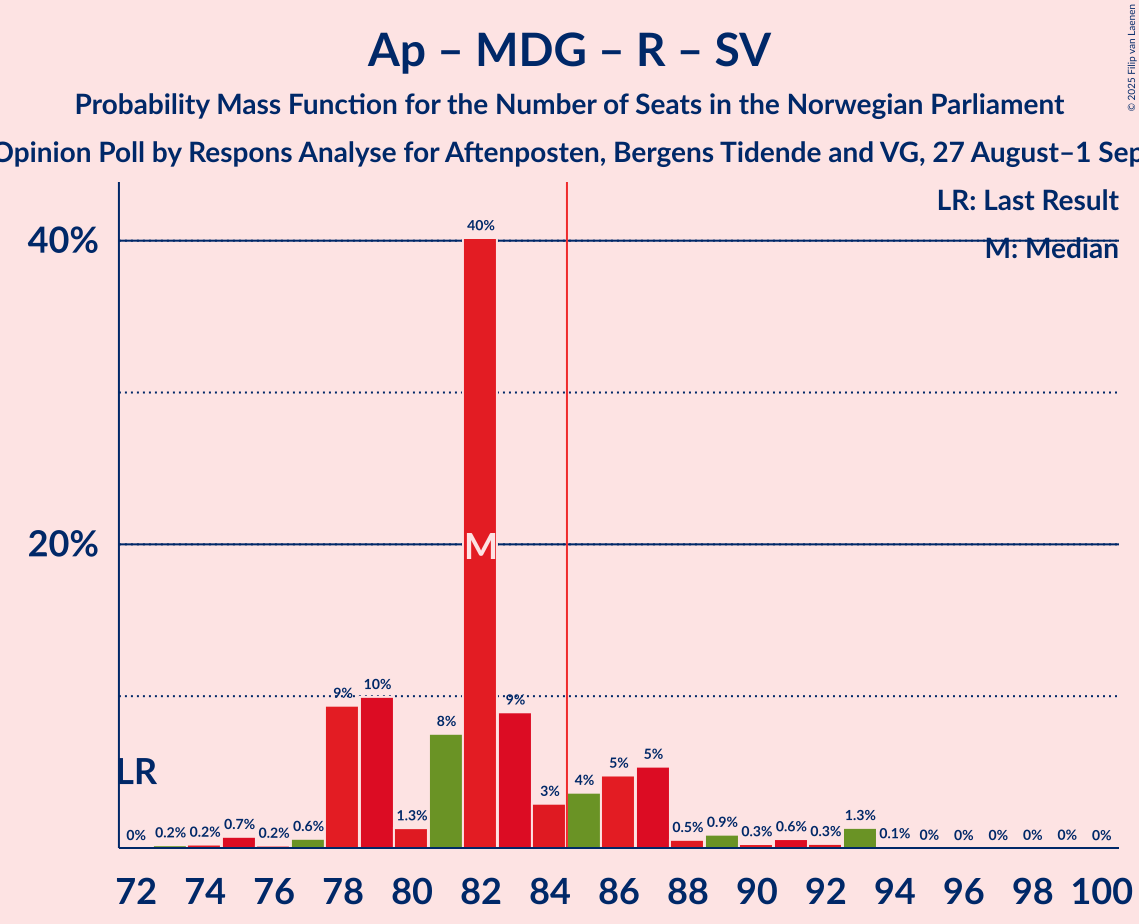 Ap – MDG – R – SV
Probability Mass Function for the Number of Seats in the Norwegian Parliament
Opinion Poll by Respons Analyse for Aftenposten, Bergens Tidende and VG, 27 August–1 Sep
© 2025 Filip van Laenen
LR: Last Result
M: Median
40%
20%
40%
M
LR
0% 0.2% 0.2% 0.7% 0.2% 0.6% 9% 10% 1.3% 8% 9% 3% 4% 5% 5% 0.5% 0.9% 0.3% 0.6% 0.3% 1.3% 0.1% 0% 0% 0% 0% 0% 0%
72 74 76 78 80 82 84 86 88 90 92 94 96 98 100